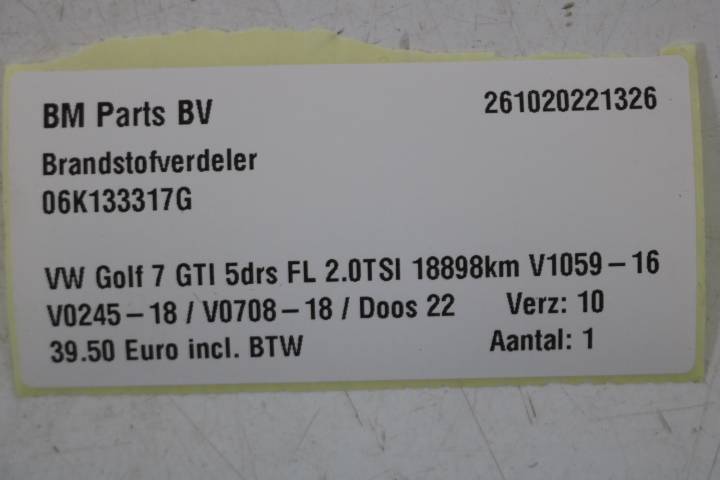 BM Parts BV 261020221326
Brandstofverdeler
06K133317G
VW Golf 7 GTI 5drs FL 2.0TSI 18898km V1059-16
V0245-18 / V0708-18 / Doos 22 Verz: 10
39.50 Euro incl. BTW Aantal: 1